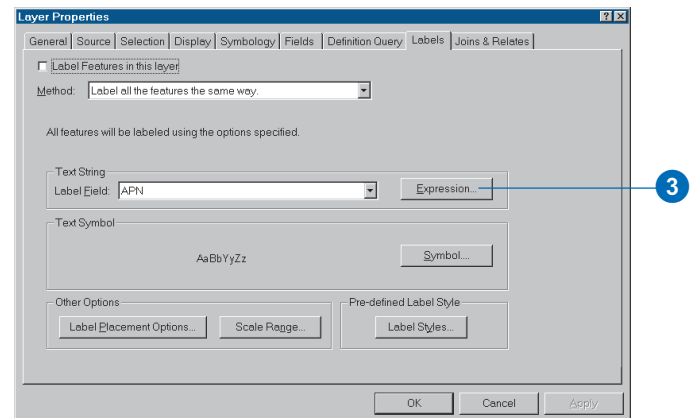 Layer Properties
General Source Selection Display Symbology Fields Definition Query Labels Joins & Relates
Label Features in this layer
Method: Label all the features the same way.
All features will be labeled using the options specified.
Text String
Label Field: APN Expression... 3
Text Symbol
AaBbYyZz Symbol...
Other Options Pre-defined Label Style
Label Placement Options... Scale Range... Label Styles...
OK Cancel Apply